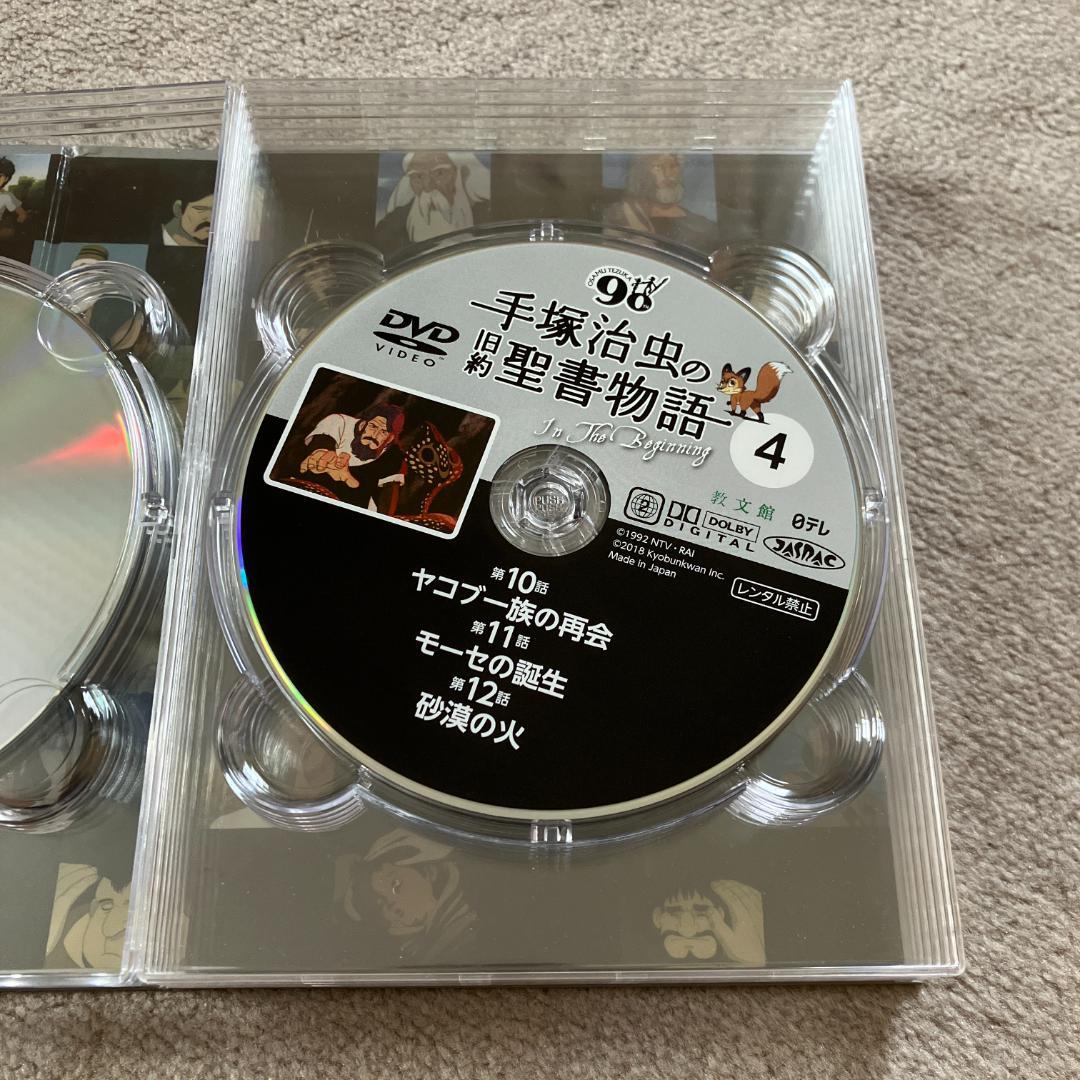 OSAMU TEZUKA
90
手塚治虫の
旧約聖書物語
In The Beginning
DVD
VIDEO™
4
教文館
日テレ
2
DOLBY
DIGITAL
JASRAC
©1992 NTV・RAI
©2018 Kyobunkwan Inc.
Made in Japan
レンタル禁止
PUSH
第10話
ヤコブ一族の再会
第11話
モーセの誕生
第12話
砂漠の火